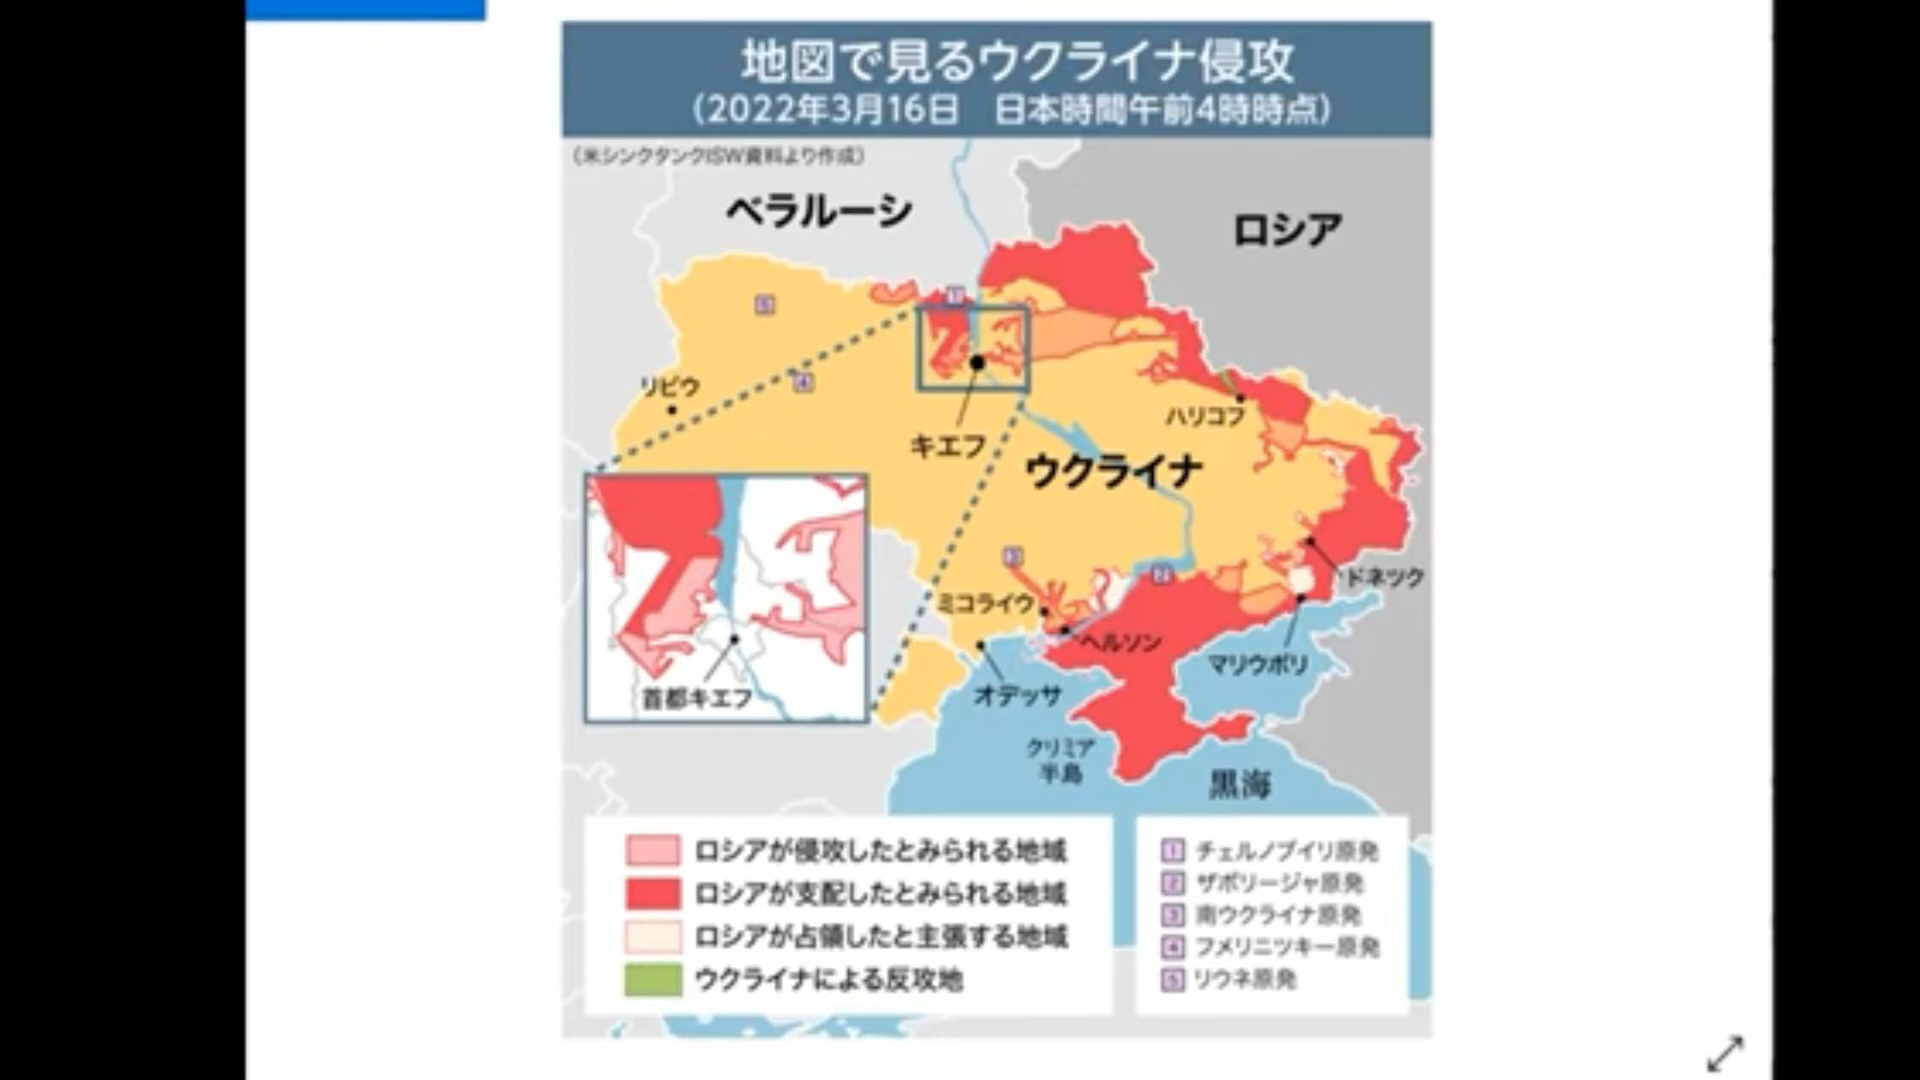 地図で見るウクライナ侵攻
(2022年3月16日　日本時間午前4時時点)
(米シンクタンクISW資料より作成)
ベラルーシ
ロシア
1
5
4
リビウ
ハリコフ
キエフ
ウクライナ
3
2
ドネツク
ミコライウ
ヘルソン
マリウポリ
首都キエフ
オデッサ
クリミア
半島
黒海
ロシアが侵攻したとみられる地域
ロシアが支配したとみられる地域
ロシアが占領したと主張する地域
ウクライナによる反攻地
1 チェルノブイリ原発
2 ザポリージャ原発
3 南ウクライナ原発
4 フメリニツキー原発
5 リウネ原発